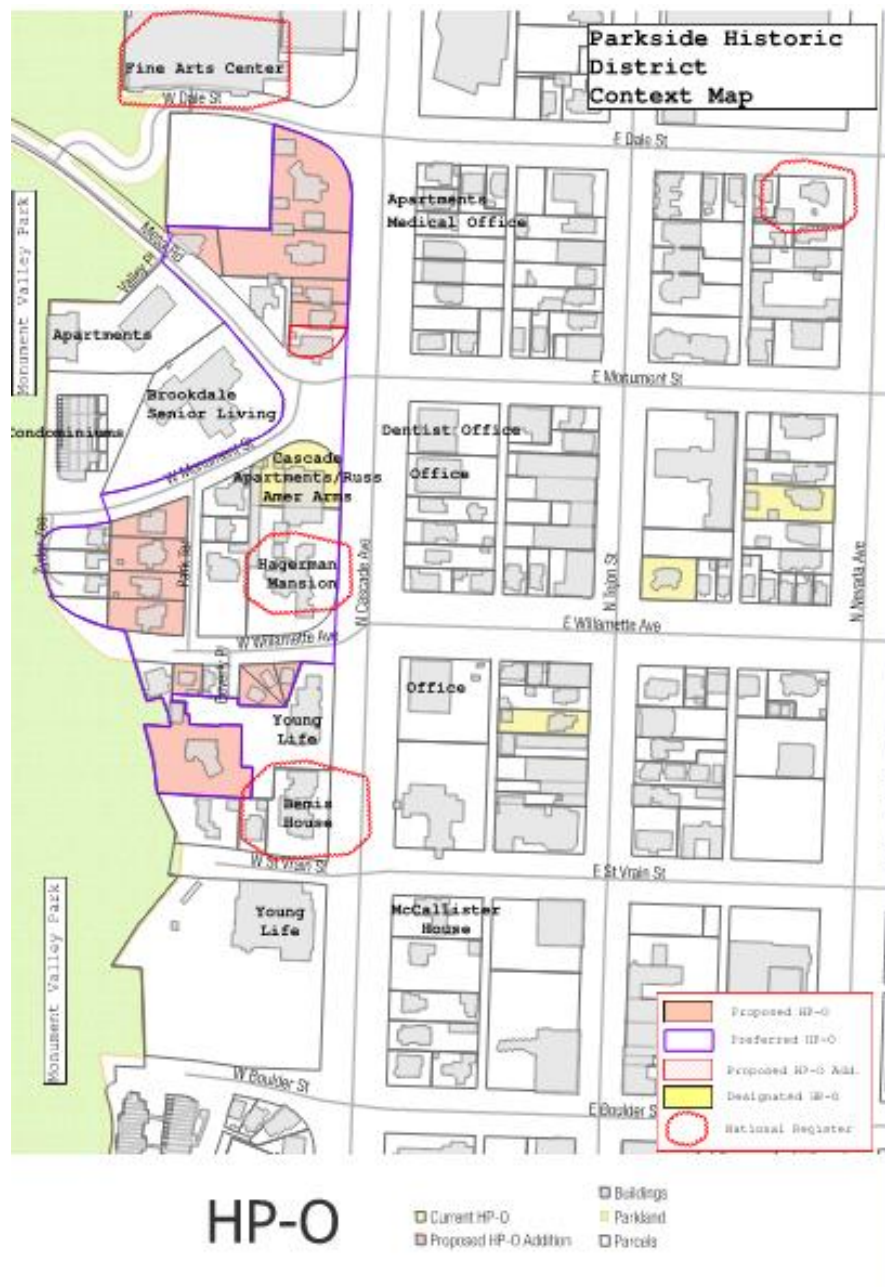 Parkside Historic
District
Context Map
Fine Arts Center
W Dale St
E Dale St
Apartments
Medical Office
Monument Valley Park
Valley Pl
Apartments
E Monument St
Brookdale
Senior Living
Condominiums
W Monument St
Dentist Office
Cascade
Apartments/Russ
Amer Arms
Office
Hagerman
Mansion
Park Ter
N Cascade Ave
N Tejon St
N Nevada Ave
E Willamette Ave
W Willamette Ave
Office
Young
Life
Bemis
House
W St Vrain St
E St Vrain St
Young
Life
McCallister
House
Monument Valley Park
W Boulder St
E Boulder S
Proposed HP-O
Preferred HP-O
Proposed HP-O Add.
Designated HP-O
National Register
HP-O
Current HP-O
Proposed HP-O Addition
Buildings
Parkland
Parcels